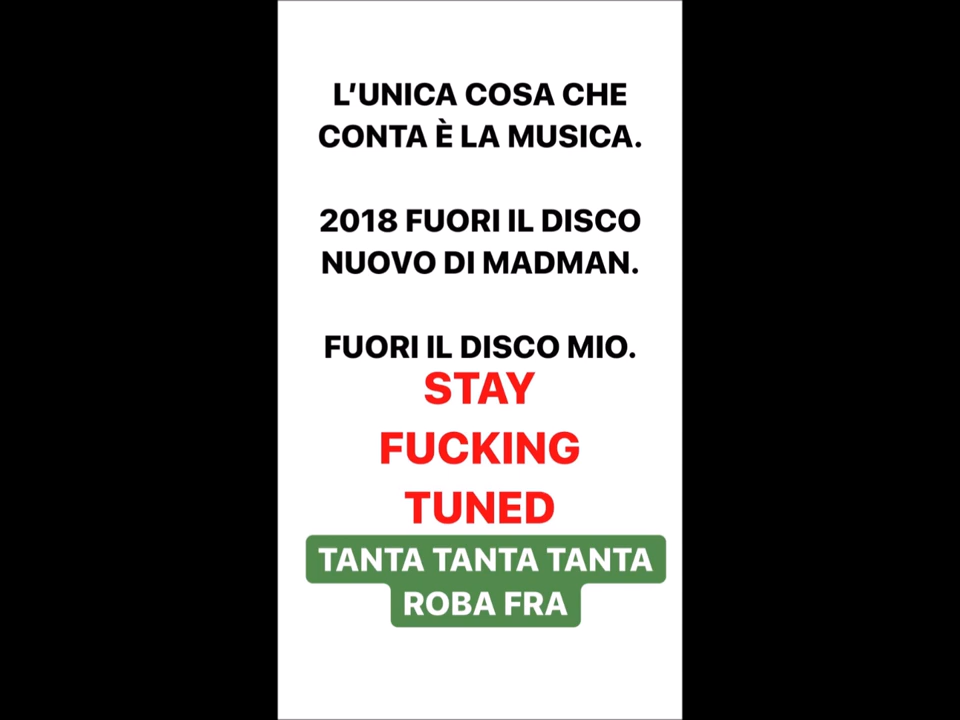 L’UNICA COSA CHE
CONTA È LA MUSICA.
2018 FUORI IL DISCO
NUOVO DI MADMAN.
FUORI IL DISCO MIO.
STAY
FUCKING
TUNED
TANTA TANTA TANTA
ROBA FRA